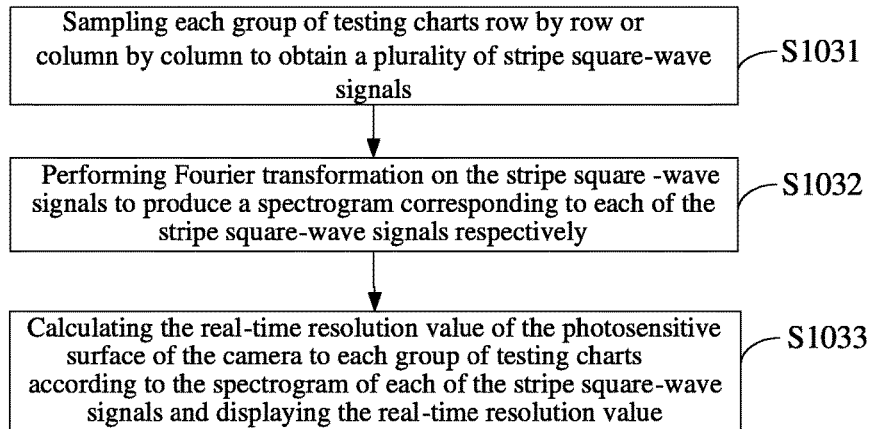 Sampling each group of testing charts row by row or
column by column to obtain a plurality of stripe square-wave
signals
S1031
Performing Fourier transformation on the stripe square -wave
signals to produce a spectrogram corresponding to each of the
stripe square-wave signals respectively
S1032
Calculating the real-time resolution value of the photosensitive
surface of the camera to each group of testing charts
according to the spectrogram of each of the stripe square-wave
signals and displaying the real-time resolution value
S1033